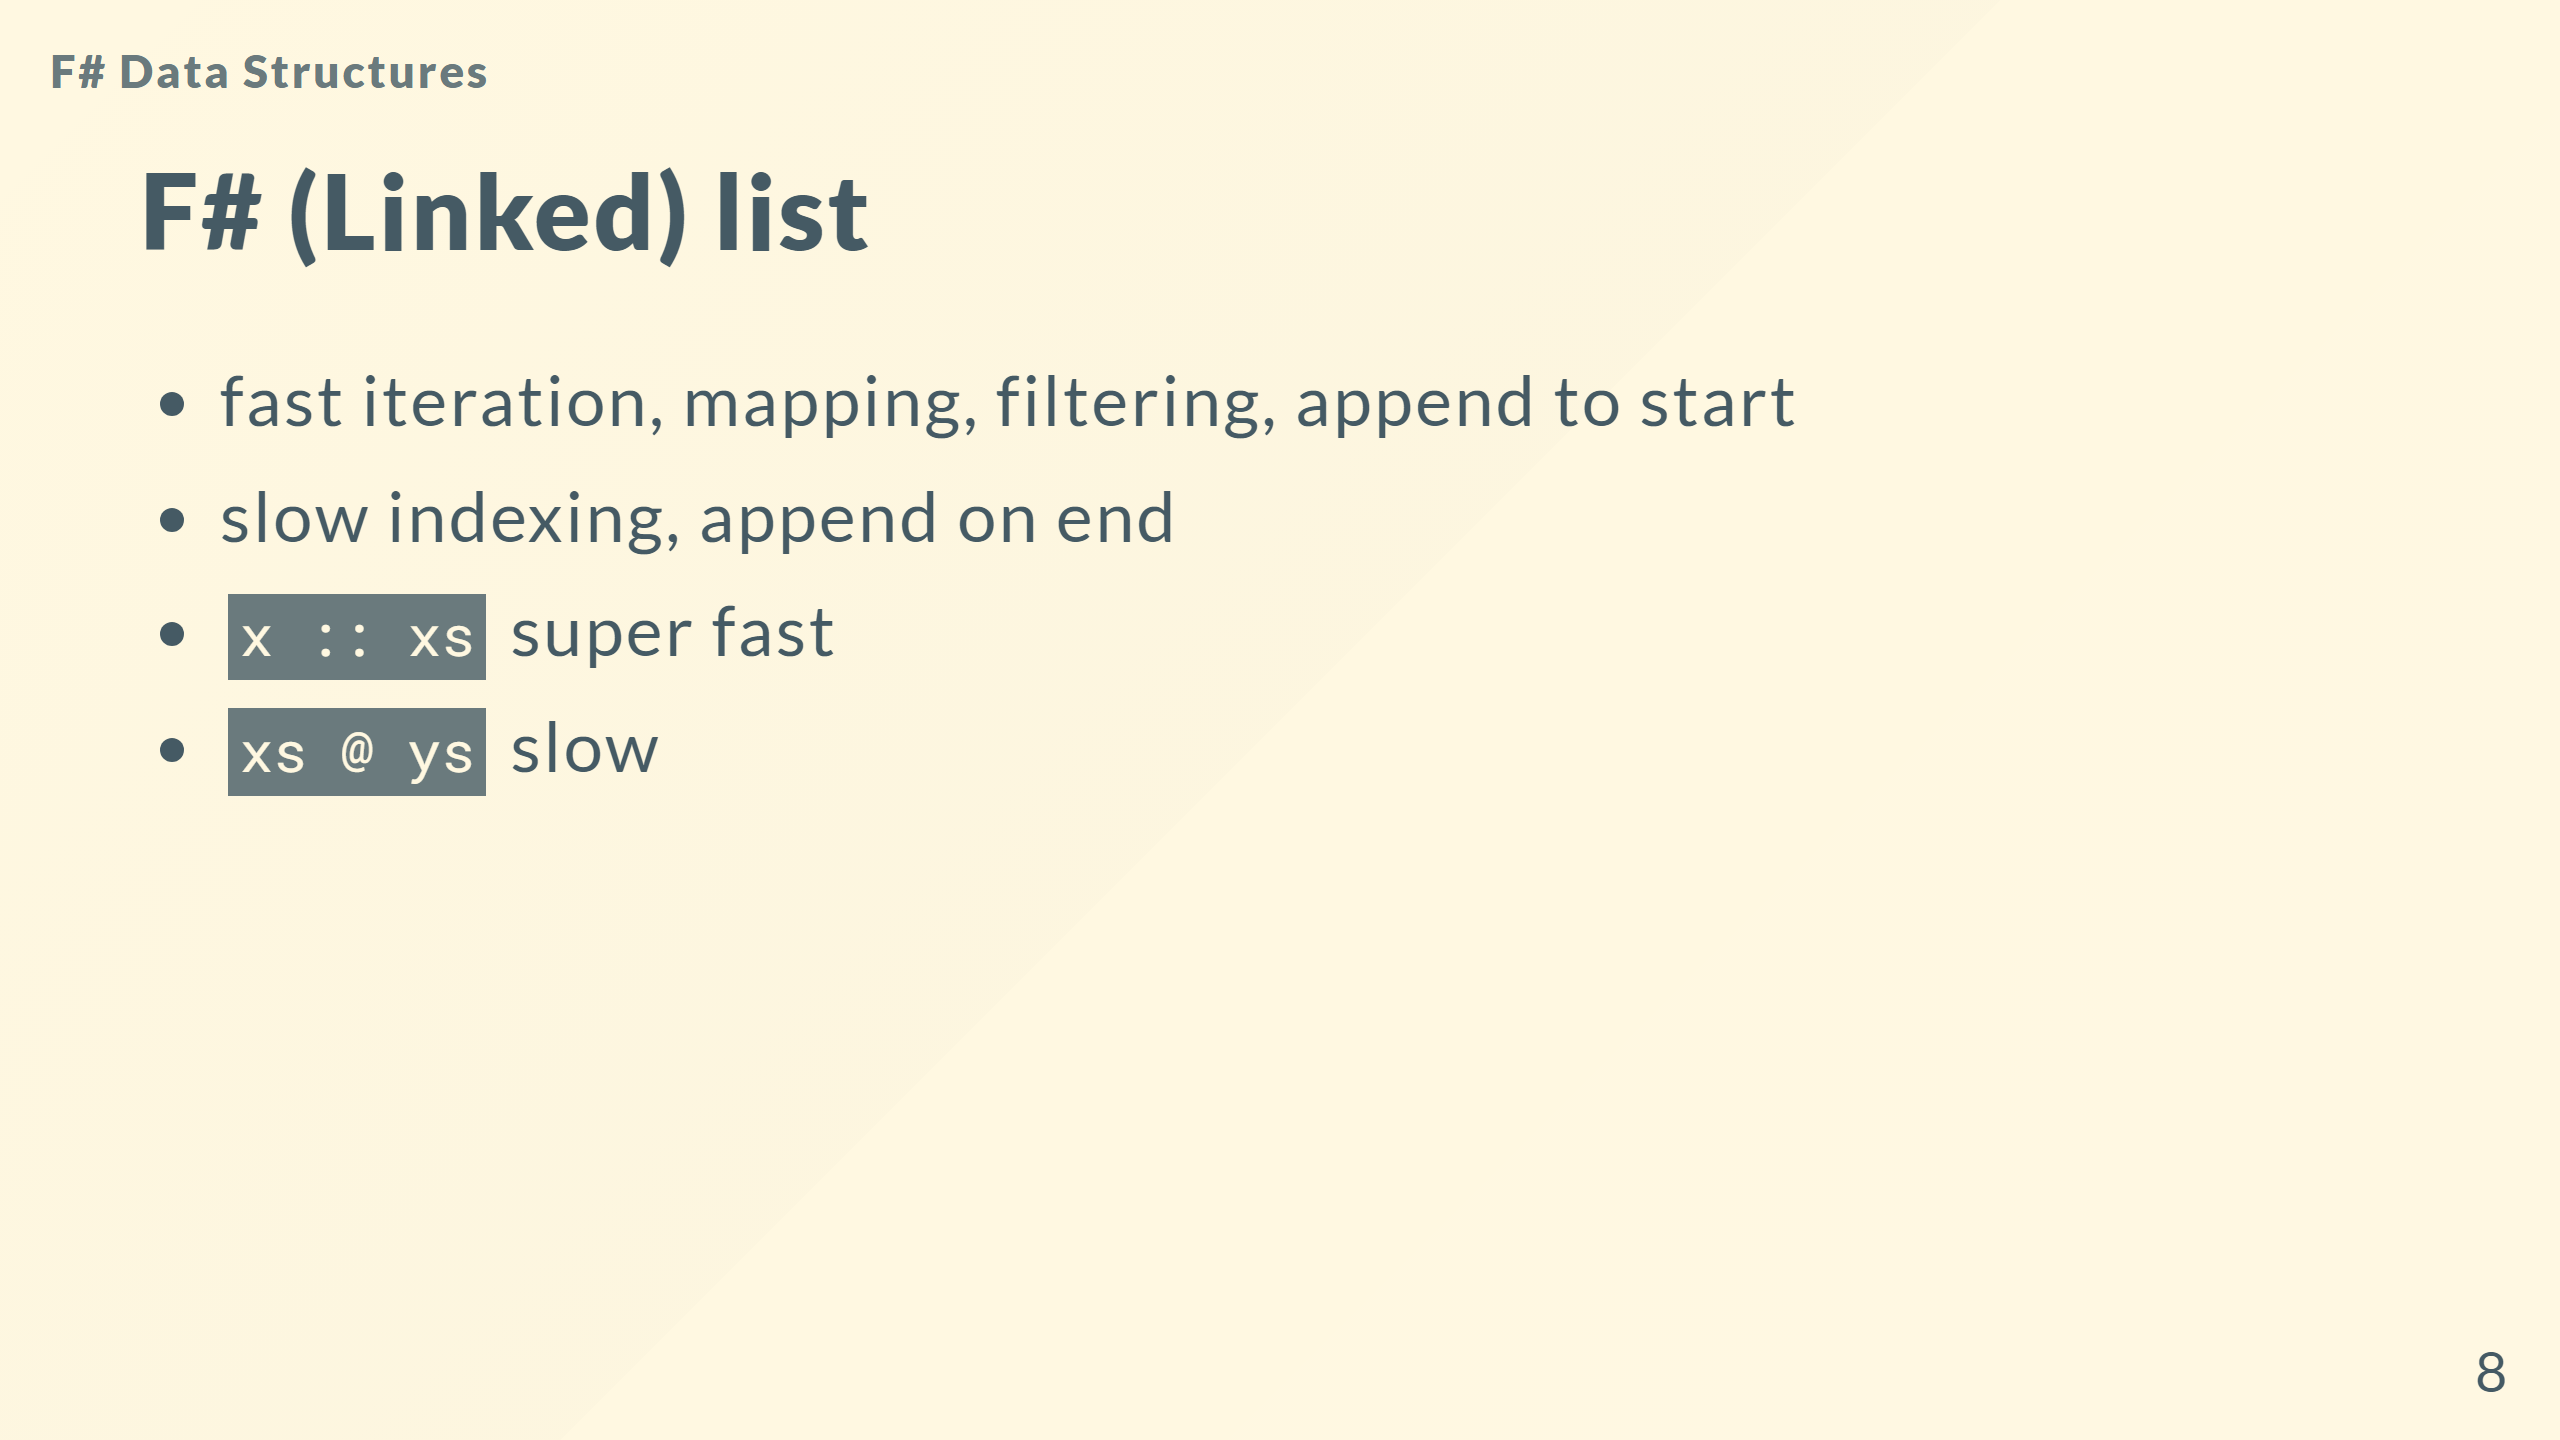 F# Data Structures
F# (Linked) list
• fast iteration, mapping, filtering, append to start
• slow indexing, append on end
• x :: xs super fast
• xs @ ys slow
8